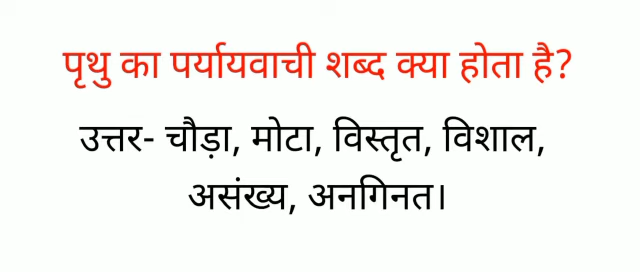 पृथु का पर्यायवाची शब्द क्या होता है?
उत्तर- चौड़ा, मोटा, विस्तृत, विशाल,
असंख्य, अनगिनत।